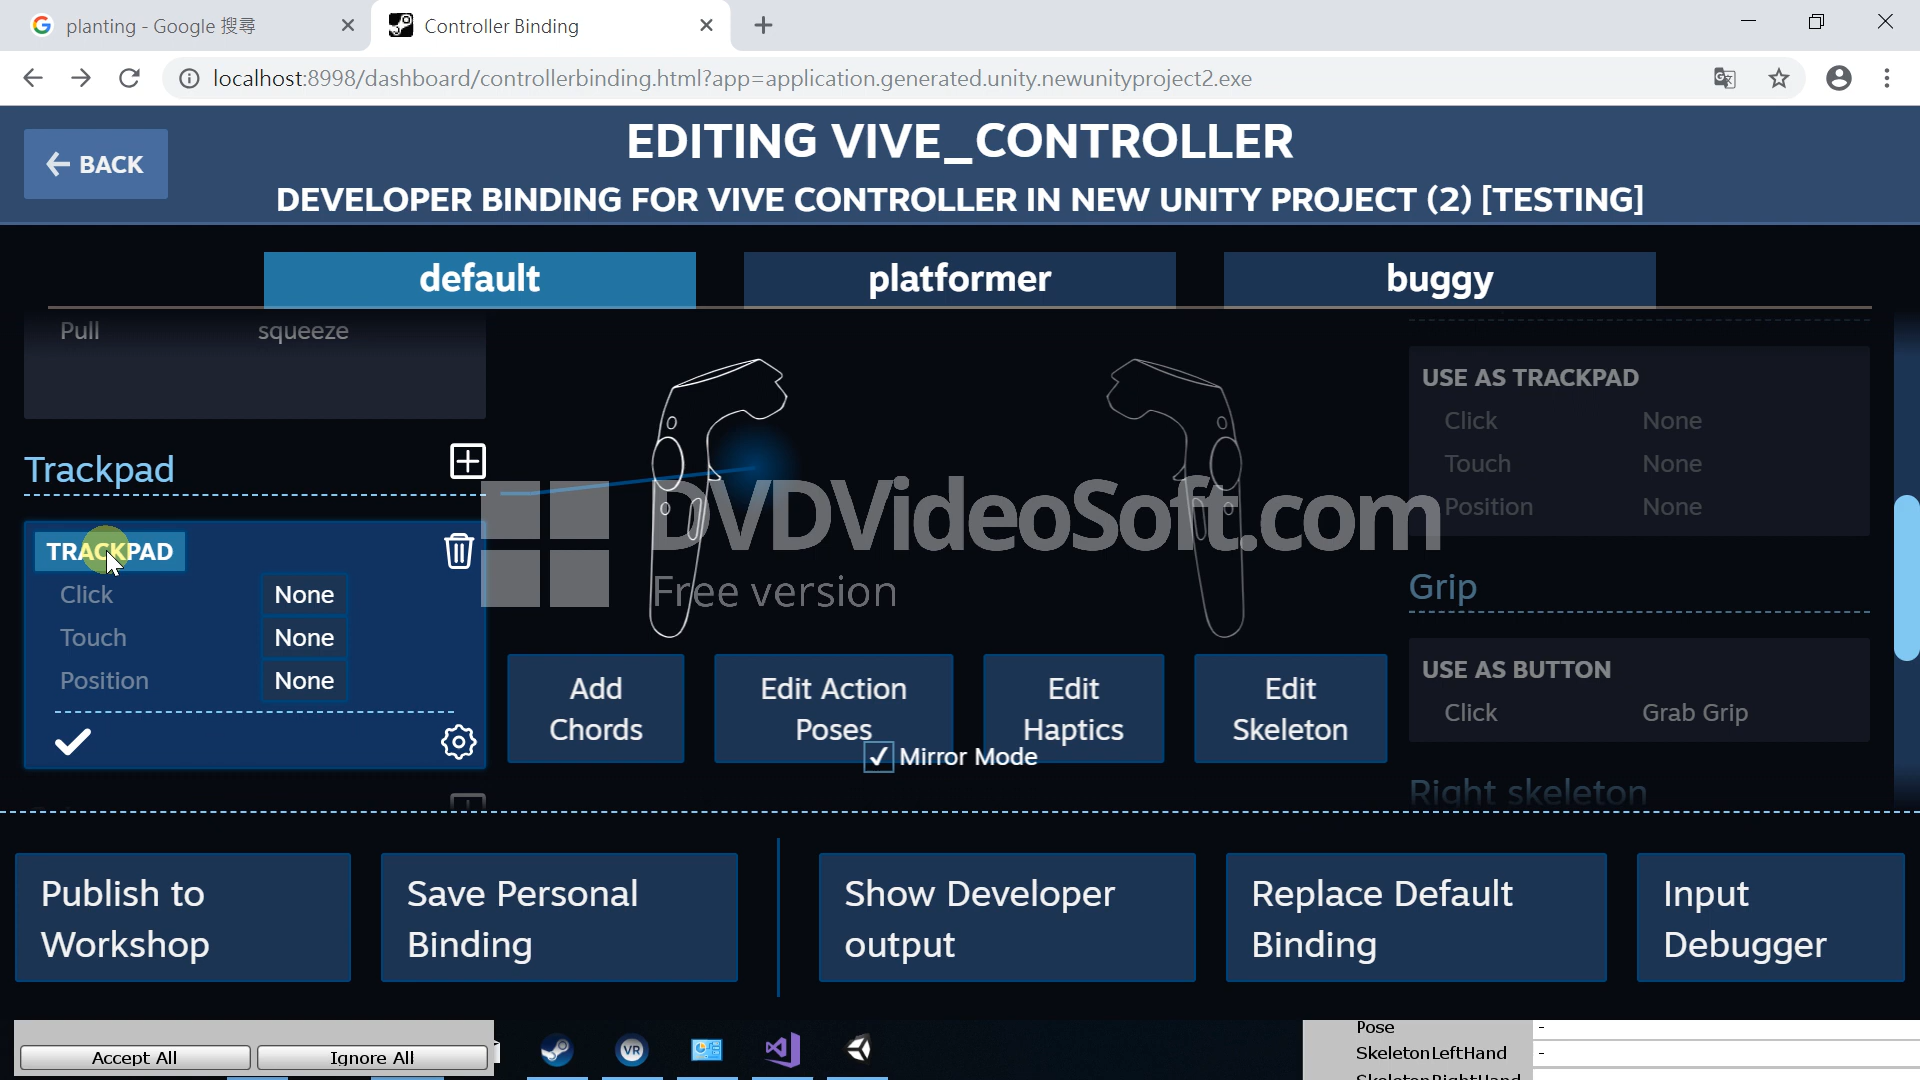 planting - Google 搜尋
Controller Binding
localhost:8998/dashboard/controllerbinding.html?app=application.generated.unity.newunityproject2.exe
BACK
EDITING VIVE_CONTROLLER
DEVELOPER BINDING FOR VIVE CONTROLLER IN NEW UNITY PROJECT (2) [TESTING]
default
platformer
buggy
Pull squeeze
Trackpad
TRACKPAD
Click None
Touch None
Position None
DVDVideoSoft.com
Free version
Add
Chords
Edit Action
Poses
Edit
Haptics
Edit
Skeleton
Mirror Mode
USE AS TRACKPAD
Click None
Touch None
Position None
Grip
USE AS BUTTON
Click Grab Grip
Right skeleton
Publish to
Workshop
Save Personal
Binding
Show Developer
output
Replace Default
Binding
Input
Debugger
Accept All
Ignore All
VR
Pose -
SkeletonLeftHand -
SkeletonRightHand